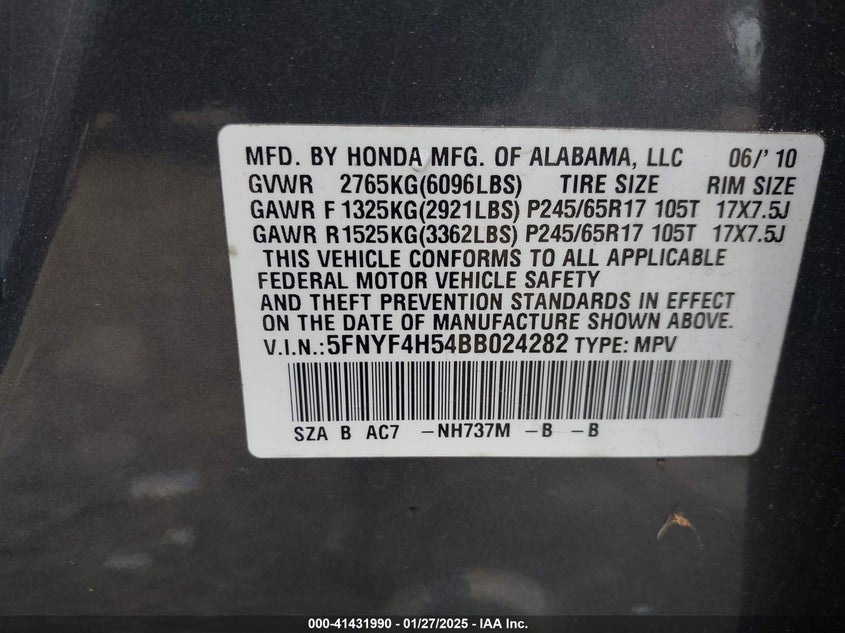 MFD. BY HONDA MFG. OF ALABAMA, LLC 06/'10
GVWR 2765KG(6096LBS) TIRE SIZE RIM SIZE
GAWR F 1325KG(2921LBS) P245/65R17 105T 17X7.5J
GAWR R 1525KG(3362LBS) P245/65R17 105T 17X7.5J
THIS VEHICLE CONFORMS TO ALL APPLICABLE
FEDERAL MOTOR VEHICLE SAFETY
AND THEFT PREVENTION STANDARDS IN EFFECT
ON THE DATE OF MANUFACTURE SHOWN ABOVE.
V.I.N.:5FNYF4H54BB024282 TYPE: MPV
SZA B AC7 -NH737M -B -B
000-41431990 - 01/27/2025 - IAA Inc.